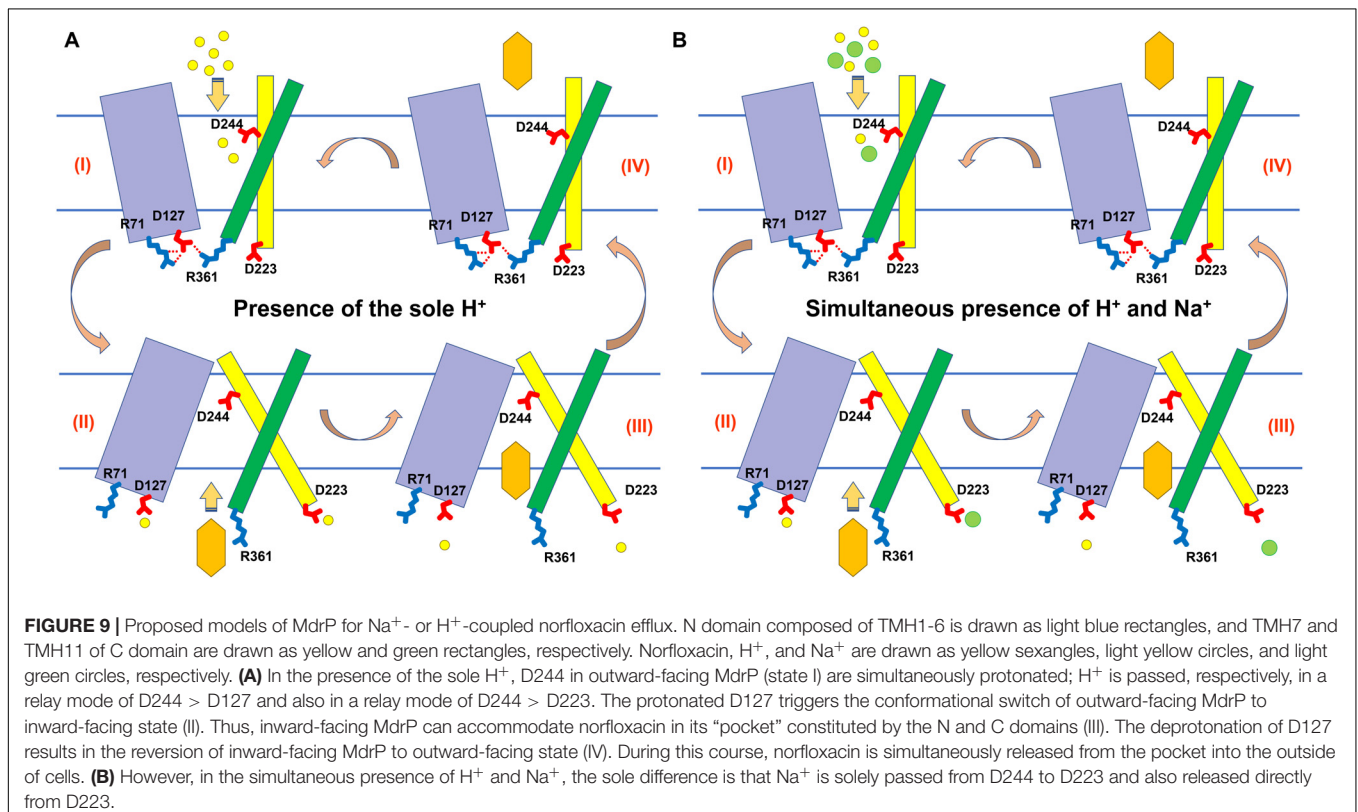 A
B
D244
D244
D244
D244
(I)
(IV)
(I)
(IV)
R71 D127
R71 D127
R71 D127
R71 D127
R361 D223
R361 D223
R361 D223
R361 D223
Presence of the sole H⁺
Simultaneous presence of H⁺ and Na⁺
(II)
D244
D244
(III)
(II)
D244
D244
(III)
R71 D127
R71 D127
D223
R71 D127
R71 D127
D223
R361
R361
R361
R361
FIGURE 9 | Proposed models of MdrP for Na⁺- or H⁺-coupled norfloxacin efflux. N domain composed of TMH1-6 is drawn as light blue rectangles, and TMH7 and
TMH11 of C domain are drawn as yellow and green rectangles, respectively. Norfloxacin, H⁺, and Na⁺ are drawn as yellow sexangles, light yellow circles, and light
green circles, respectively. (A) In the presence of the sole H⁺, D244 in outward-facing MdrP (state I) are simultaneously protonated; H⁺ is passed, respectively, in a
relay mode of D244 > D127 and also in a relay mode of D244 > D223. The protonated D127 triggers the conformational switch of outward-facing MdrP to
inward-facing state (II). Thus, inward-facing MdrP can accommodate norfloxacin in its “pocket” constituted by the N and C domains (III). The deprotonation of D127
results in the reversion of inward-facing MdrP to outward-facing state (IV). During this course, norfloxacin is simultaneously released from the pocket into the outside
of cells. (B) However, in the simultaneous presence of H⁺ and Na⁺, the sole difference is that Na⁺ is solely passed from D244 to D223 and also released directly
from D223.